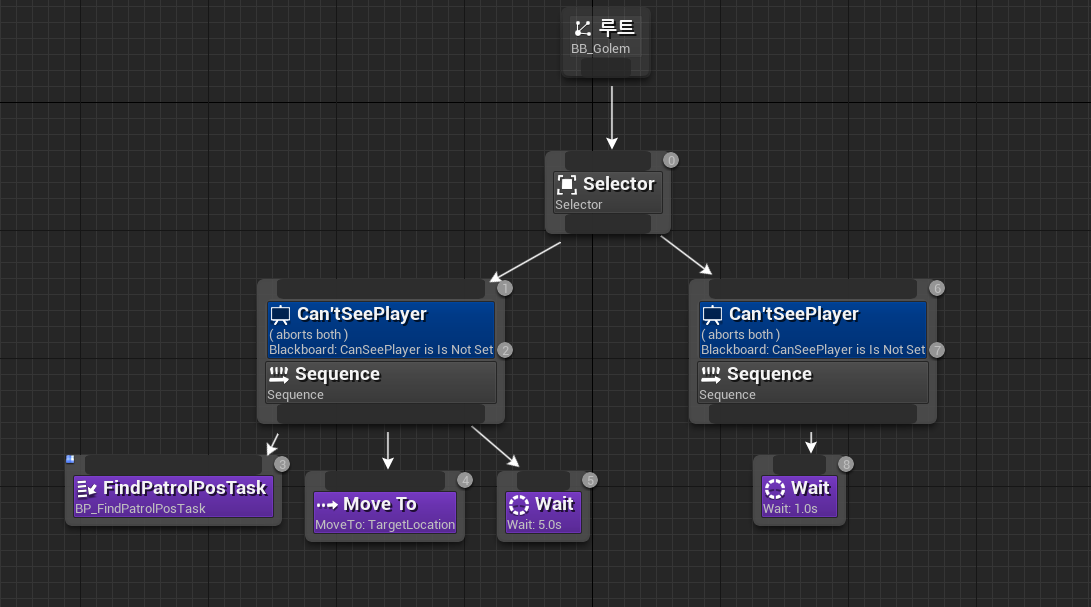 루트
BB_Golem
0
Selector
Selector
1
Can'tSeePlayer
( aborts both )
Blackboard: CanSeePlayer is Is Not Set
2
Sequence
Sequence
6
Can'tSeePlayer
( aborts both )
Blackboard: CanSeePlayer is Is Not Set
7
Sequence
Sequence
3
FindPatrolPosTask
BP_FindPatrolPosTask
4
Move To
MoveTo: TargetLocation
5
Wait
Wait: 5.0s
8
Wait
Wait: 1.0s